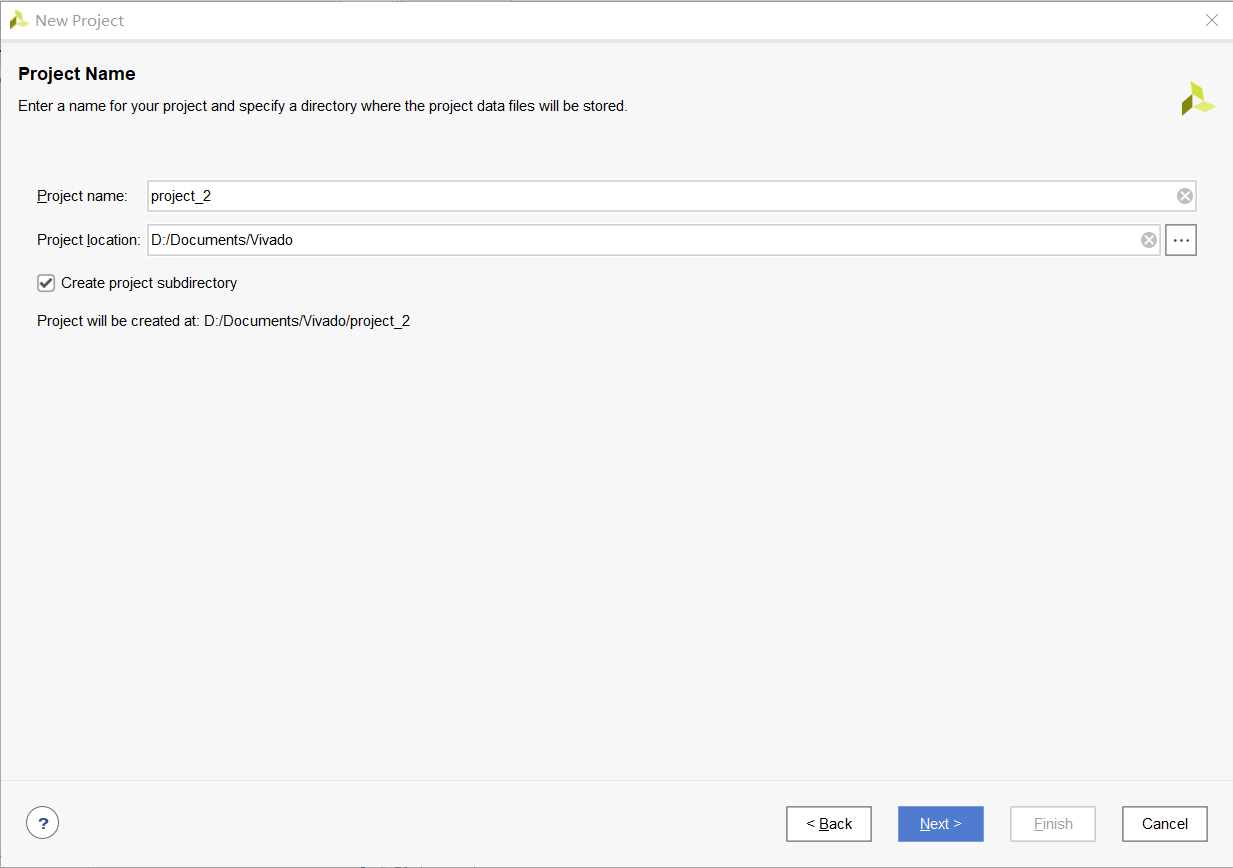 New Project
Project Name
Enter a name for your project and specify a directory where the project data files will be stored.
Project name: project_2
Project location: D:/Documents/Vivado
Create project subdirectory
Project will be created at: D:/Documents/Vivado/project_2
? < Back Next > Finish Cancel